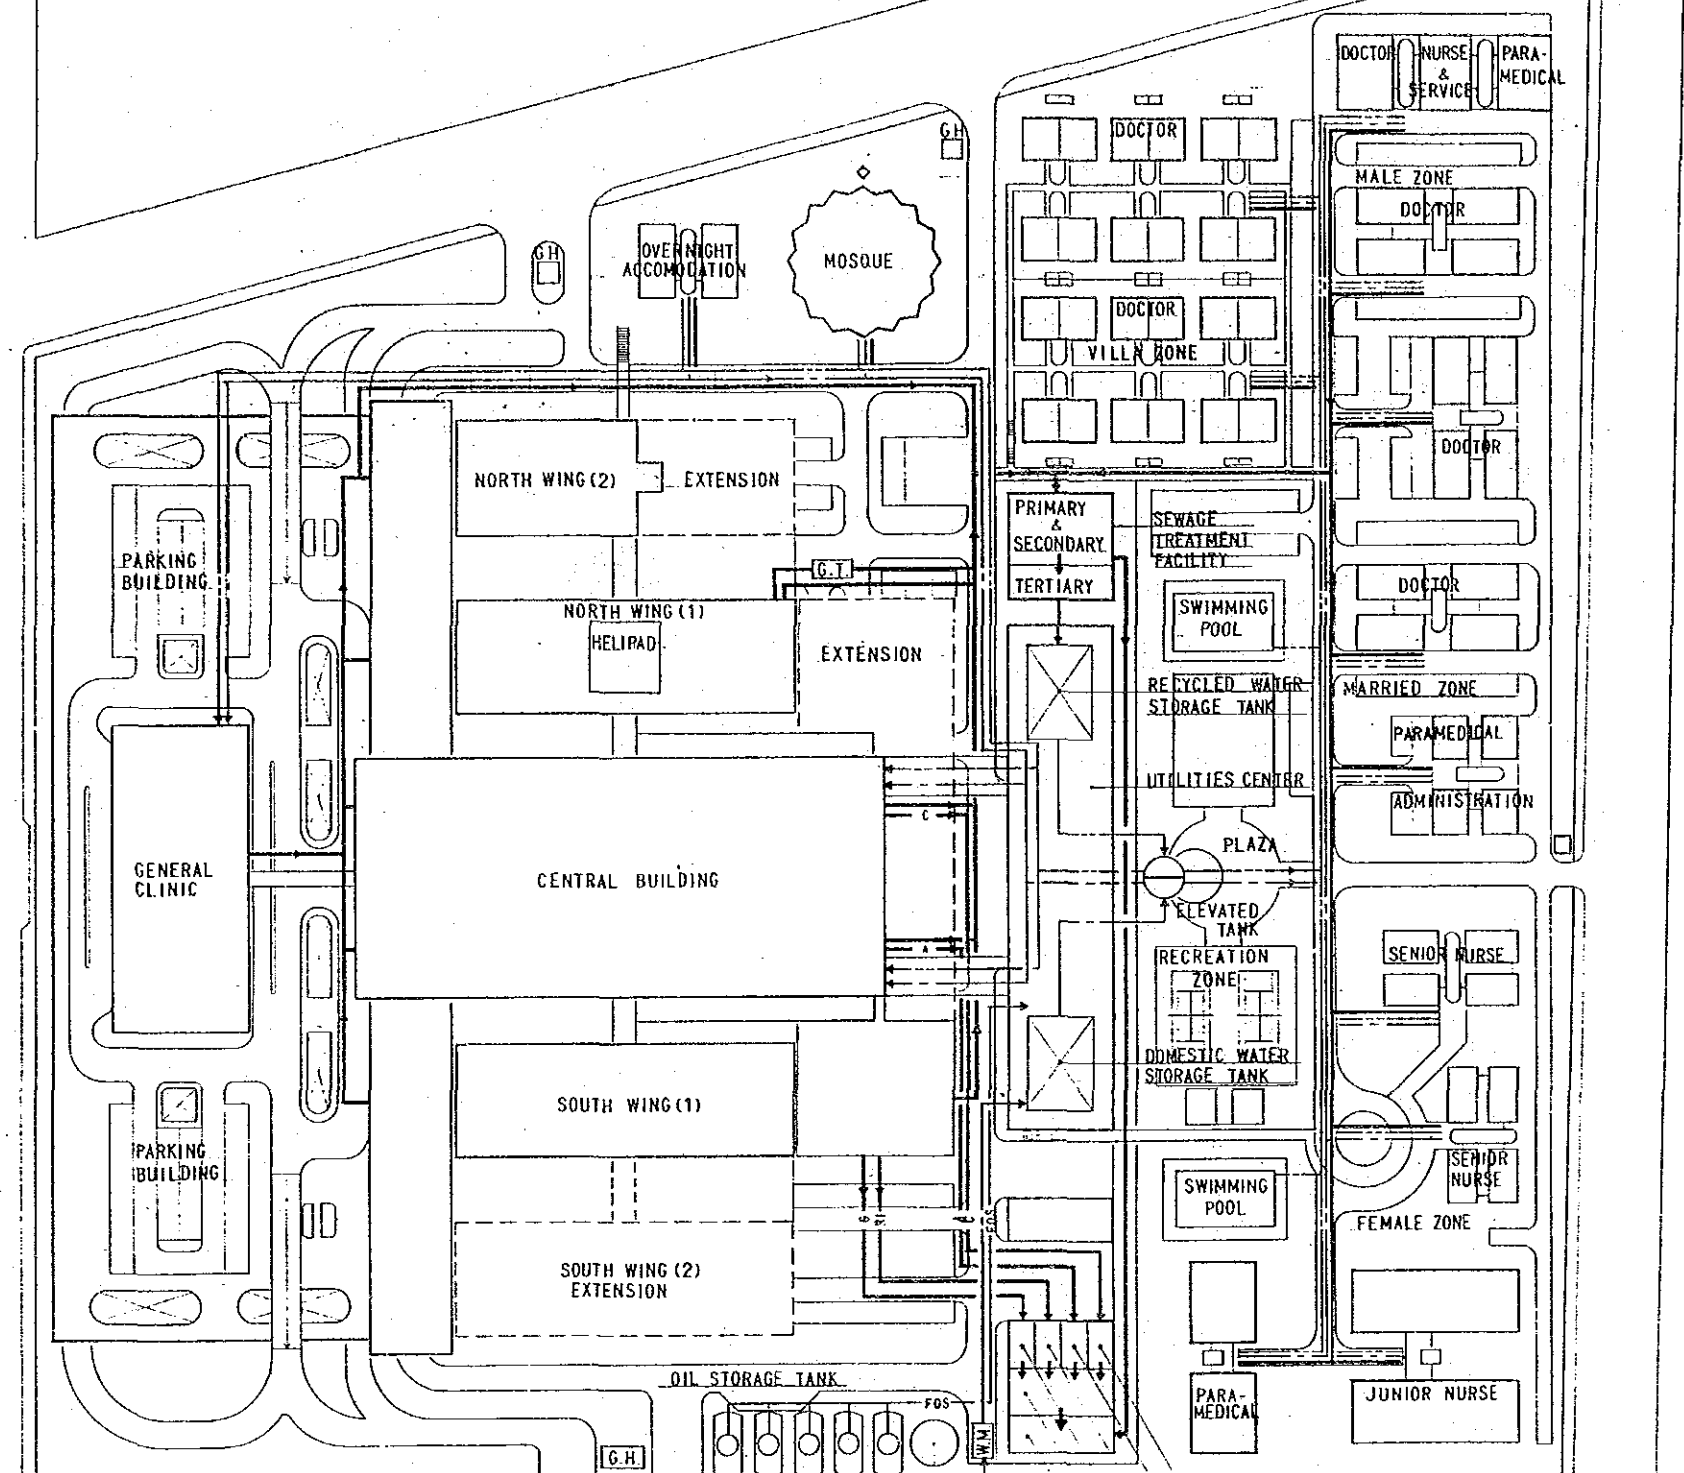 DOCTOR
NURSE
&
SERVICE
PARA-
MEDICAL
GH
DOCTOR
MALE ZONE
DOCTOR
GH
OVERNIGHT
ACCOMODATION
MOSQUE
DOCTOR
VILLA ZONE
DOCTOR
NORTH WING (2)
EXTENSION
PRIMARY
&
SECONDARY
TERTIARY
SEWAGE
TREATMENT
FACILITY
PARKING
BUILDING
G.T.
DOCTOR
NORTH WING (1)
HELIPAD
EXTENSION
SWIMMING
POOL
RECYCLED WATER
STORAGE TANK
MARRIED ZONE
PARAMEDICAL
UTILITIES CENTER
ADMINISTRATION
C
PLAZA
GENERAL
CLINIC
CENTRAL BUILDING
ELEVATED
TANK
A
RECREATION
ZONE
SENIOR NURSE
DOMESTIC WATER
STORAGE TANK
SOUTH WING (1)
PARKING
BUILDING
SENIOR
NURSE
SWIMMING
POOL
FEMALE ZONE
FOS
SOUTH WING (2)
EXTENSION
OIL STORAGE TANK
FOS
PARA-
MEDICAL
JUNIOR NURSE
W.M
G.H.